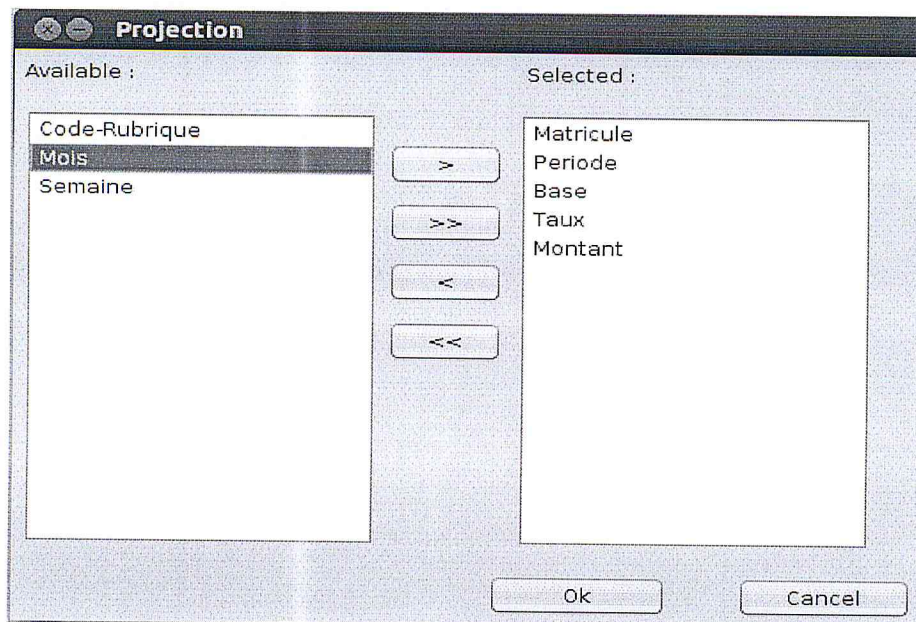 Projection
Available :
Selected :
Code-Rubrique
Mois
Semaine
>
>>
<
<<
Matricule
Periode
Base
Taux
Montant
Ok
Cancel